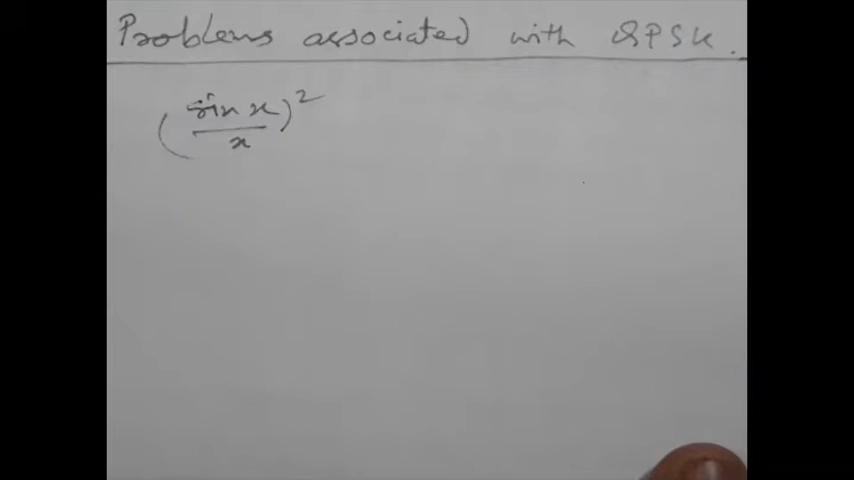 Problems associated with QPSK.
(sin x / x)²